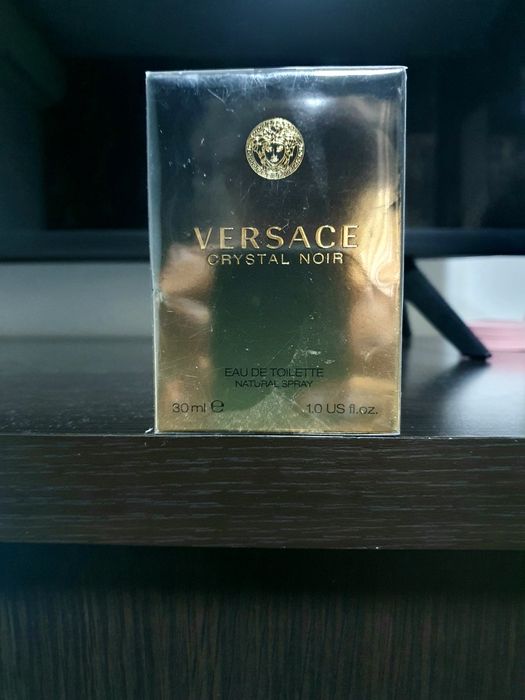 VERSACE
CRYSTAL NOIR
EAU DE TOILETTE
NATURAL SPRAY
30 ml ℮ 1.0 US fl.oz.